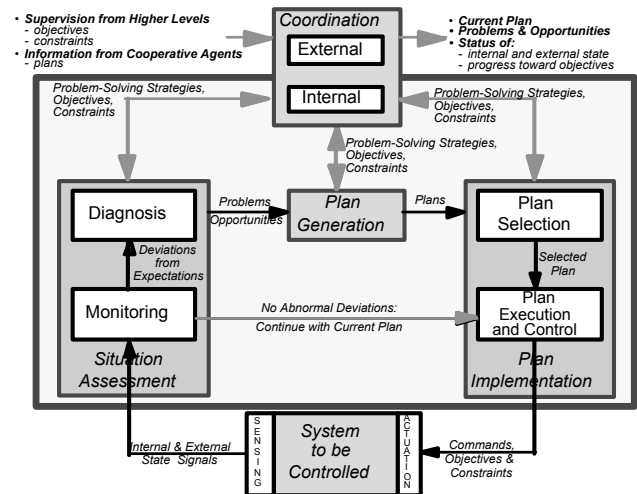 • Supervision from Higher Levels
- objectives
- constraints
• Information from Cooperative Agents
- plans
Coordination
External
Internal
• Current Plan
• Problems & Opportunities
• Status of:
- internal and external state
- progress toward objectives
Problem-Solving Strategies,
Objectives,
Constraints
Problem-Solving Strategies,
Objectives,
Constraints
Problem-Solving Strategies,
Objectives,
Constraints
Diagnosis
Problems
Opportunities
Plan
Generation
Plans
Plan
Selection
Deviations
from
Expectations
Selected
Plan
Monitoring
No Abnormal Deviations:
Continue with Current Plan
Plan
Execution
and Control
Situation
Assessment
Plan
Implementation
Internal & External
State Signals
SENSING
System
to be
Controlled
ACTUATION
Commands,
Objectives &
Constraints